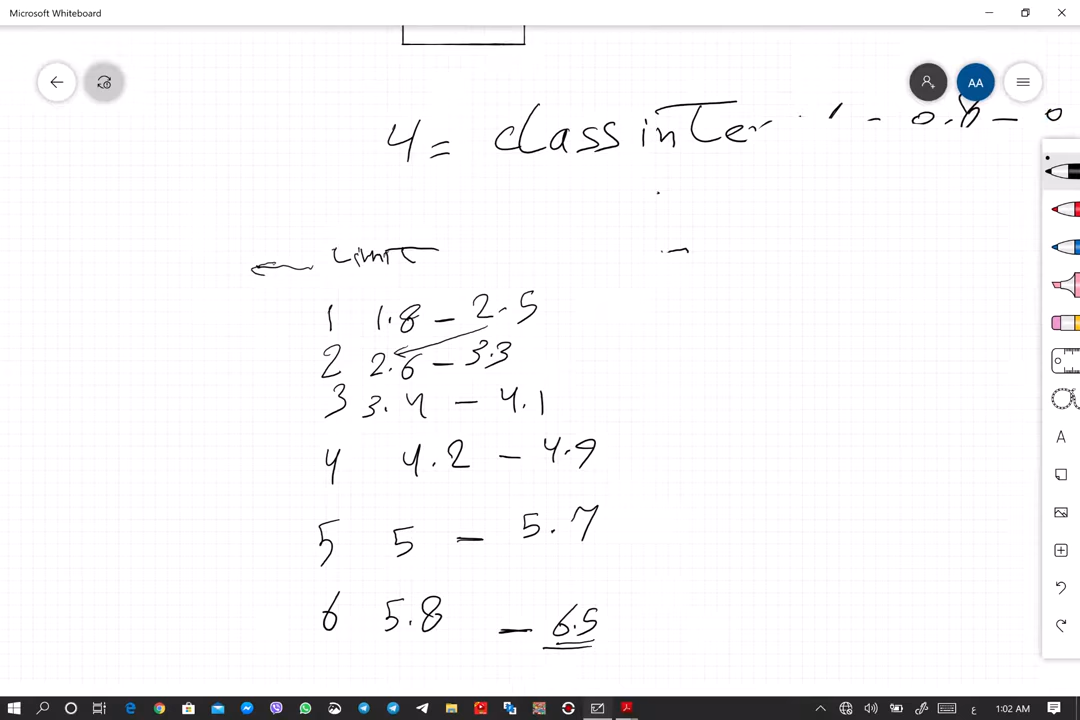 Microsoft Whiteboard
AA
4 = class inter
Limit
1 1.8 – 2.5
2 2.6 – 3.3
3 3.4 – 4.1
4 4.2 – 4.9
5 5 – 5.7
6 5.8 – 6.5
A
ع 1:02 AM